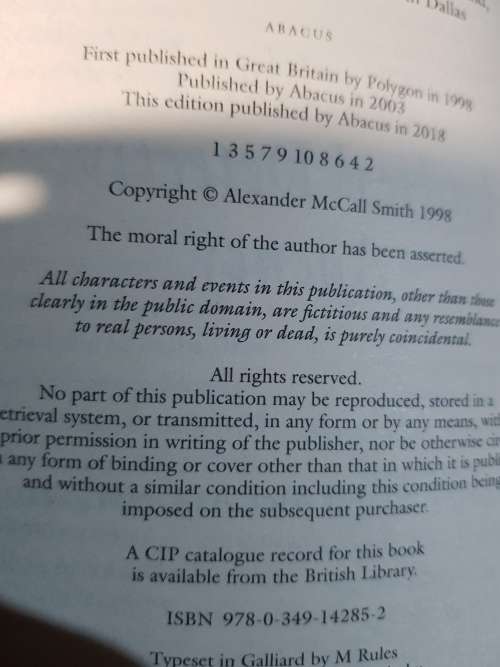 Dallas
ABACUS
First published in Great Britain by Polygon in 1998
Published by Abacus in 2003
This edition published by Abacus in 2018
1 3 5 7 9 10 8 6 4 2
Copyright © Alexander McCall Smith 1998
The moral right of the author has been asserted.
All characters and events in this publication, other than those
clearly in the public domain, are fictitious and any resemblance
to real persons, living or dead, is purely coincidental.
All rights reserved.
No part of this publication may be reproduced, stored in a
etrieval system, or transmitted, in any form or by any means, with
prior permission in writing of the publisher, nor be otherwise cir
any form of binding or cover other than that in which it is publi
and without a similar condition including this condition being
imposed on the subsequent purchaser.
A CIP catalogue record for this book
is available from the British Library.
ISBN 978-0-349-14285-2
Typeset in Galliard by M Rules